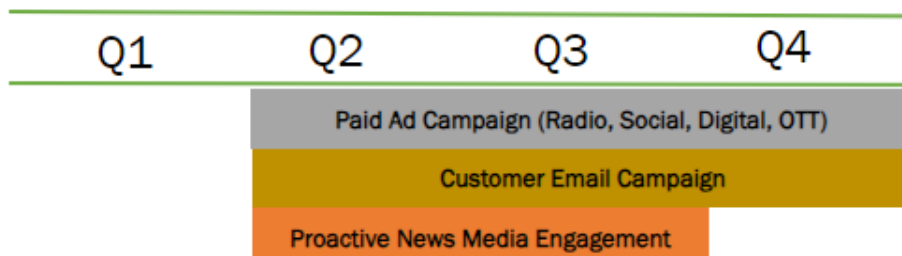 Q1 Q2 Q3 Q4
Paid Ad Campaign (Radio, Social, Digital, OTT)
Customer Email Campaign
Proactive News Media Engagement